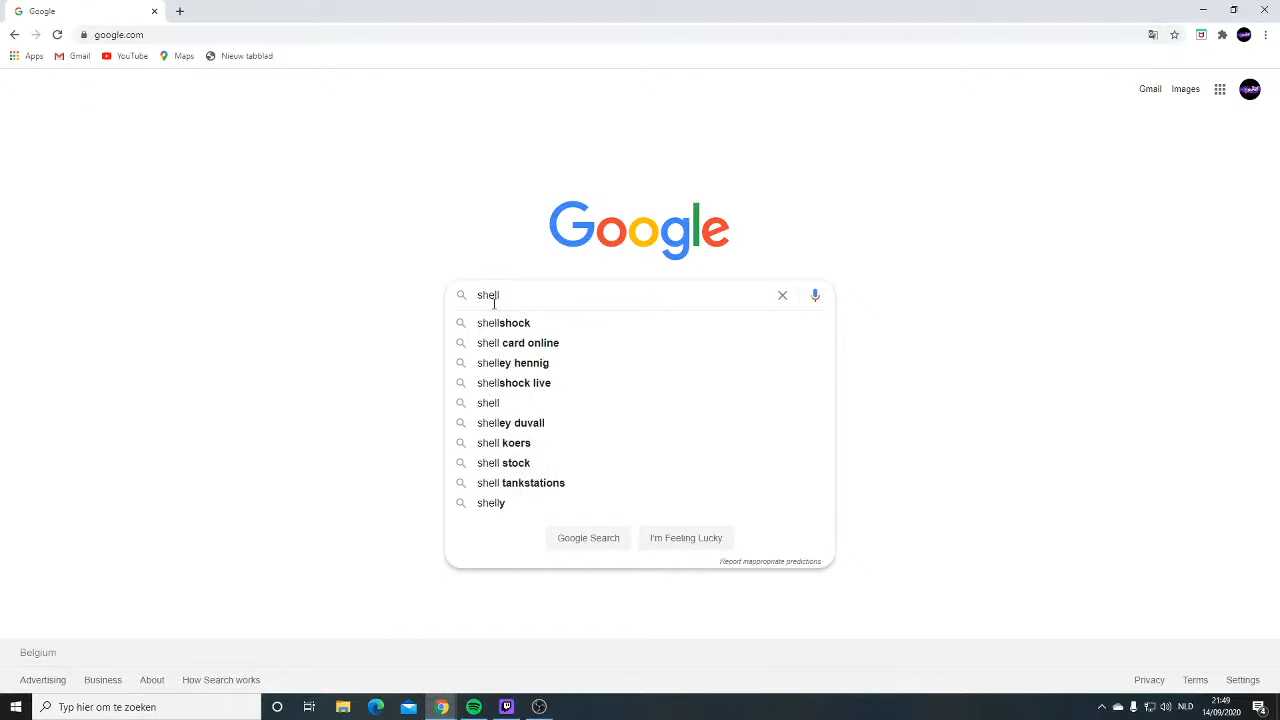 Google
google.com
Apps
Gmail
YouTube
Maps
Nieuw tabblad
Gmail
Images
Google
shell
shellshock
shell card online
shelley hennig
shellshock live
shell
shelley duvall
shell koers
shell stock
shell tankstations
shelly
Google Search
I'm Feeling Lucky
Report inappropriate predictions
Belgium
Advertising
Business
About
How Search works
Privacy
Terms
Settings
Typ hier om te zoeken
NLD
21:49
14/09/2020